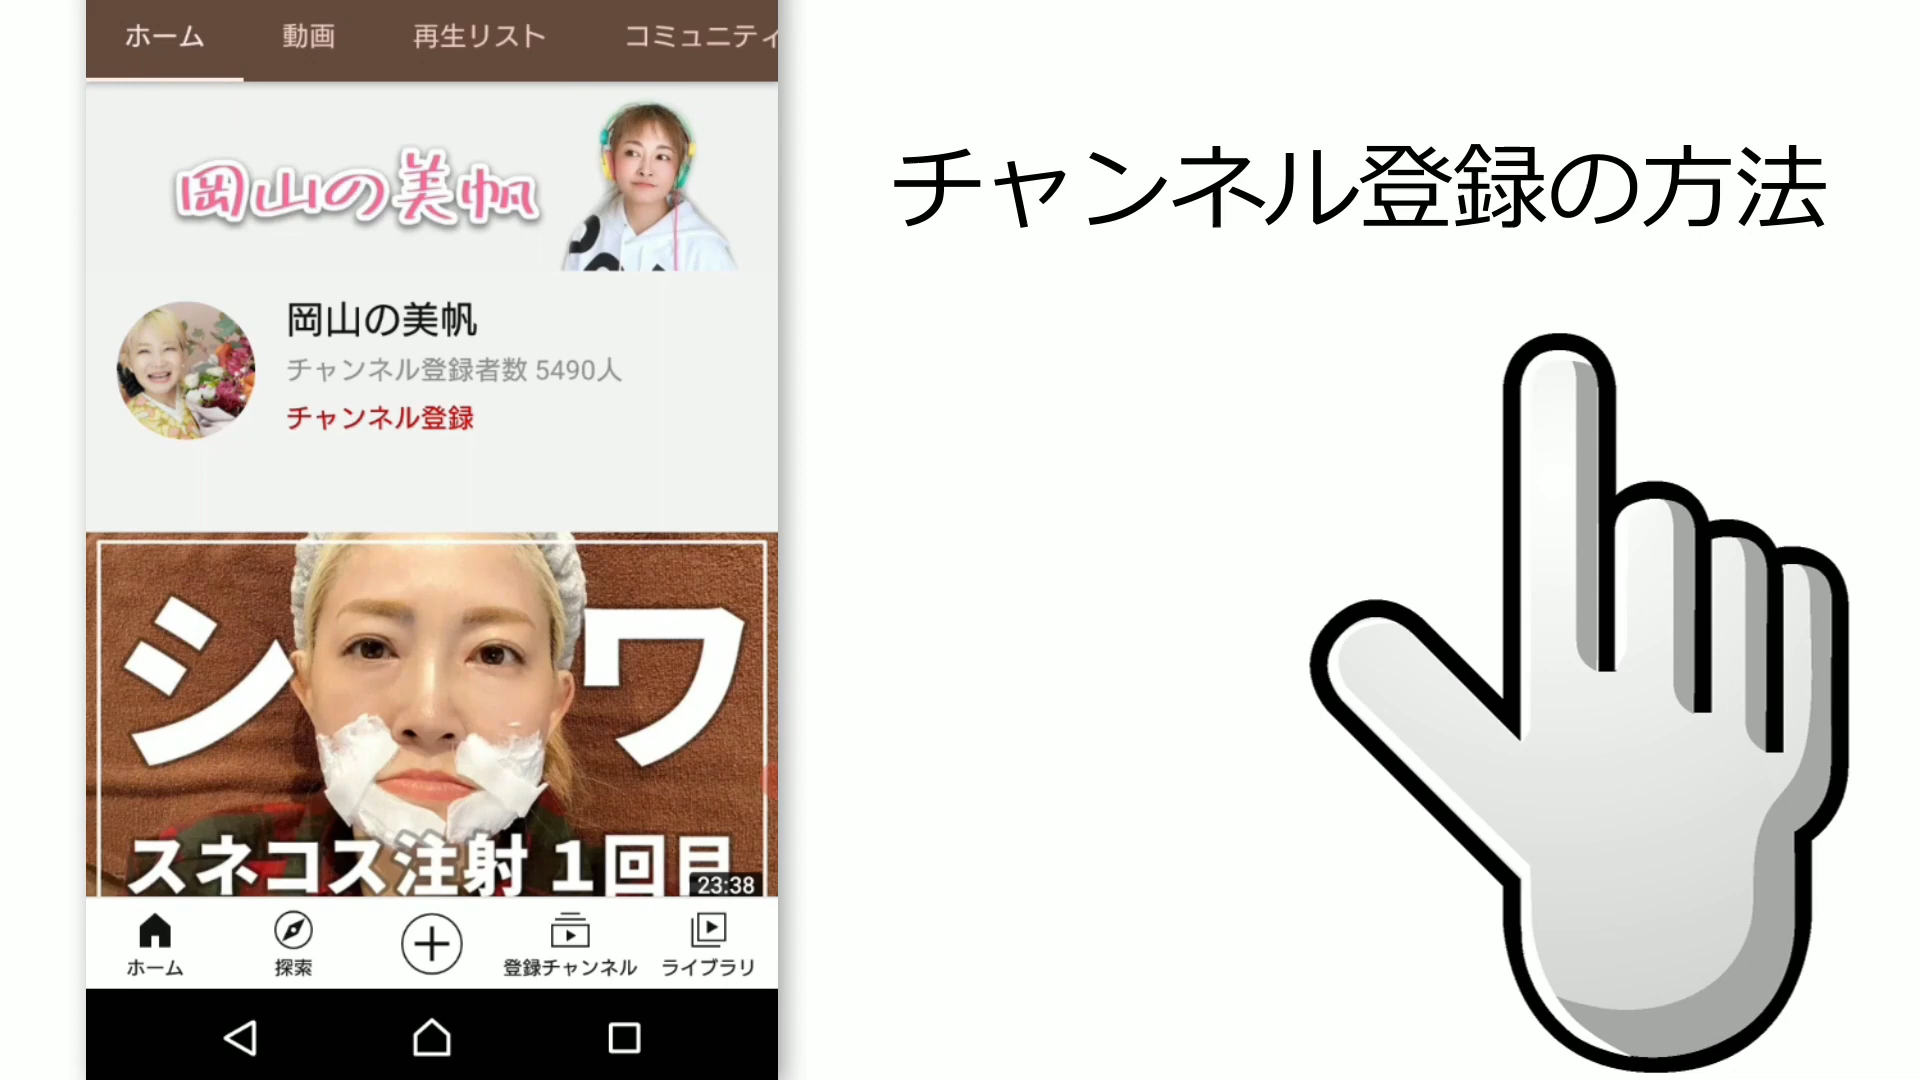 ホーム 動画 再生リスト コミュニティ
岡山の美帆
岡山の美帆
チャンネル登録者数 5490人
チャンネル登録
シワ
スネコス注射 1回目
23:38
ホーム 探索 登録チャンネル ライブラリ
チャンネル登録の方法